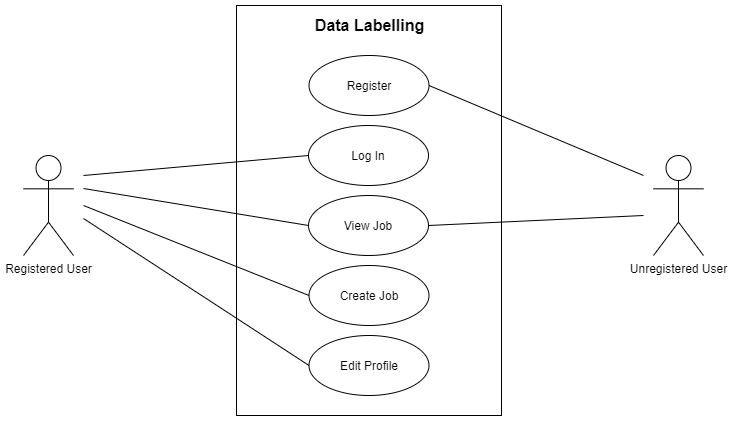 Data Labelling
Register
Log In
View Job
Create Job
Edit Profile
Registered User
Unregistered User